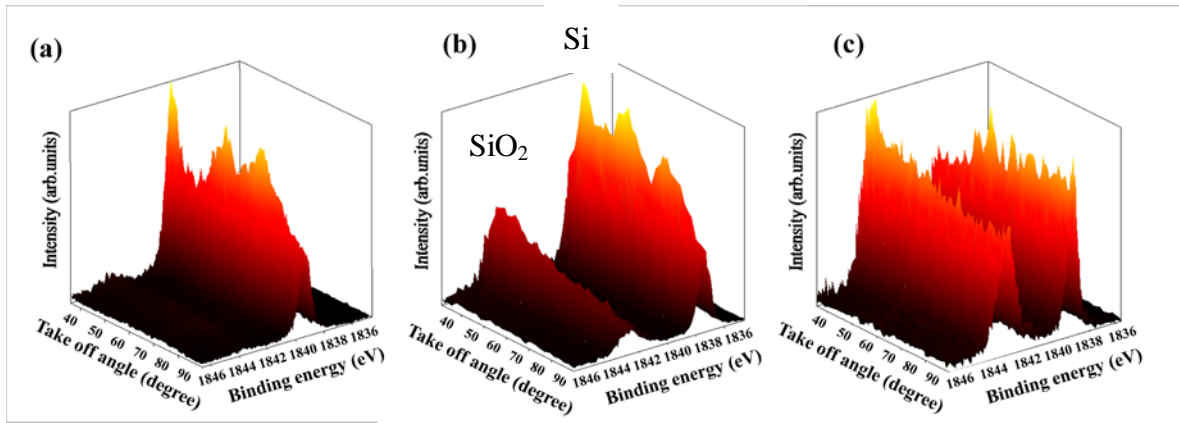 (a)
Intensity (arb.units)
40
50
60
70
80
90
Take off angle (degree)
1846
1844
1842
1840
1838
1836
Binding energy (eV)
(b)
Si
SiO2
Intensity (arb.units)
40
50
60
70
80
90
Take off angle (degree)
1846
1844
1842
1840
1838
1836
Binding energy (eV)
(c)
Intensity (arb.units)
40
50
60
70
80
90
Take off angle (degree)
1846
1844
1842
1840
1838
1836
Binding energy (eV)